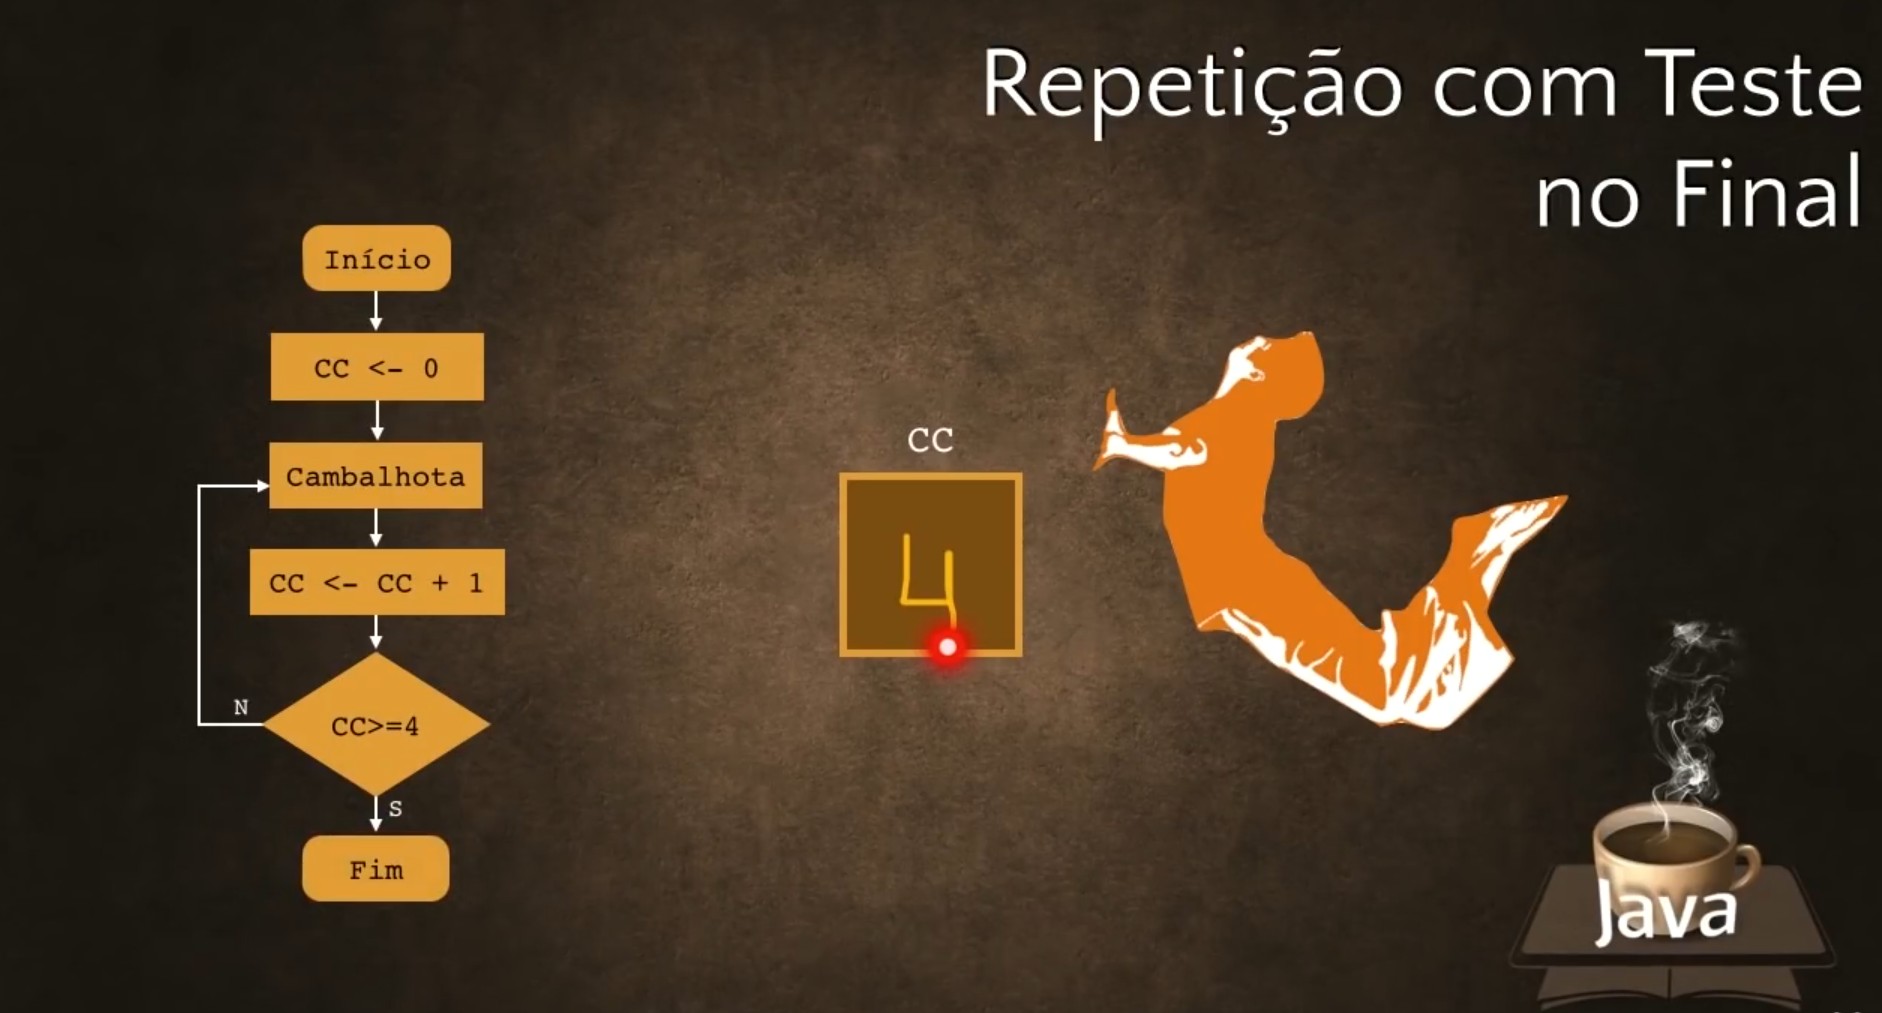 Repetição com Teste
no Final
Início
CC <- 0
Cambalhota
CC <- CC + 1
N
CC>=4
S
Fim
CC
4
Java